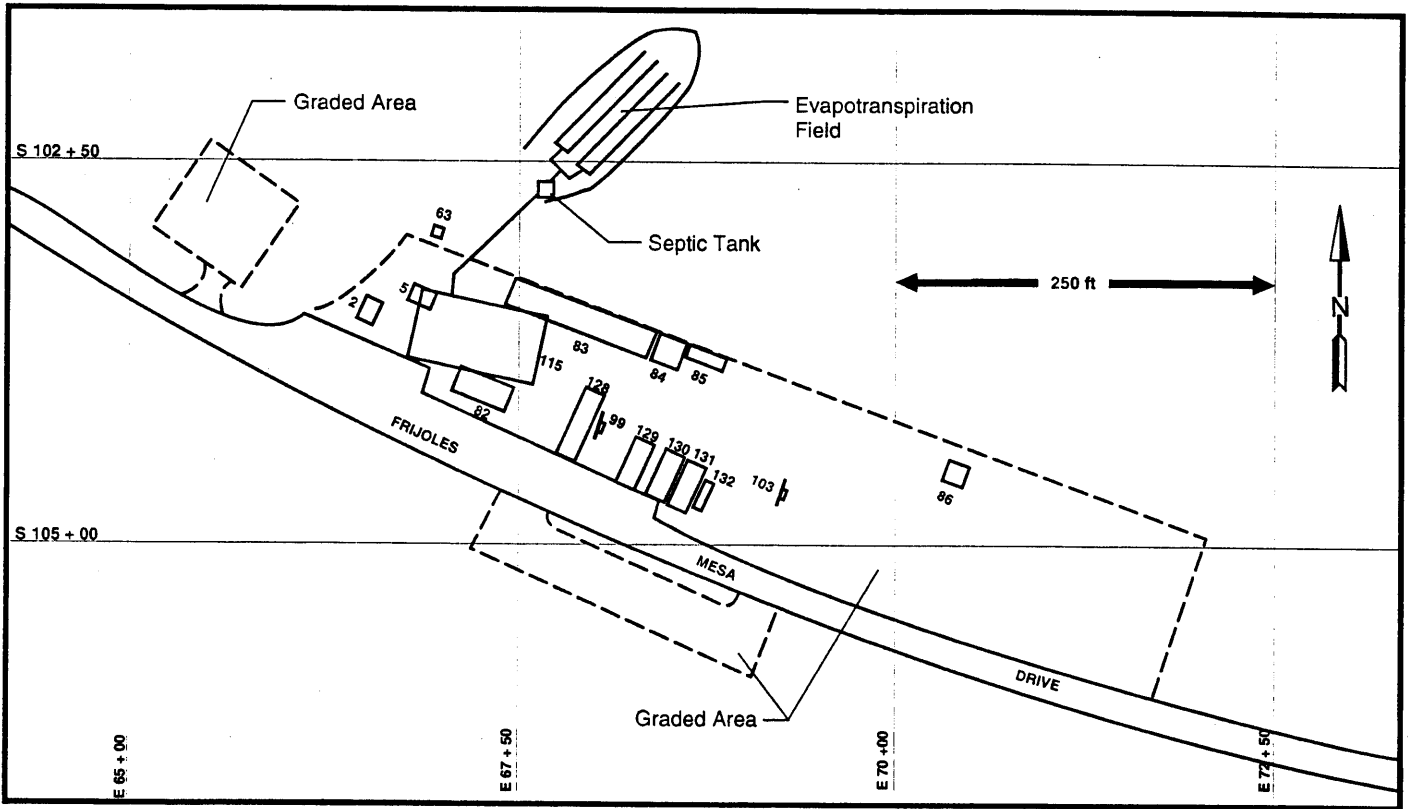 Graded Area
Evapotranspiration
Field
S 102 + 50
63
Septic Tank
250 ft
N
5
2
83
115
84
85
128
82
99
FRIJOLES
129
130
131
132
103
86
S 105 + 00
MESA
DRIVE
Graded Area
E 65 + 00
E 67 + 50
E 70 +00
E 72 + 50